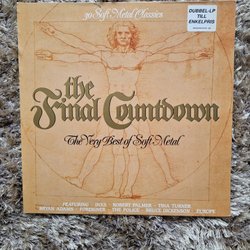 30 Soft Metal Classics
DUBBEL-LP
TILL
ENKELPRIS
the
Final Countdown
The Very Best of Soft Metal
FEATURING INXS ROBERT PALMER TINA TURNER
BRYAN ADAMS FOREIGNER THE POLICE BRUCE DICKINSON EUROPE